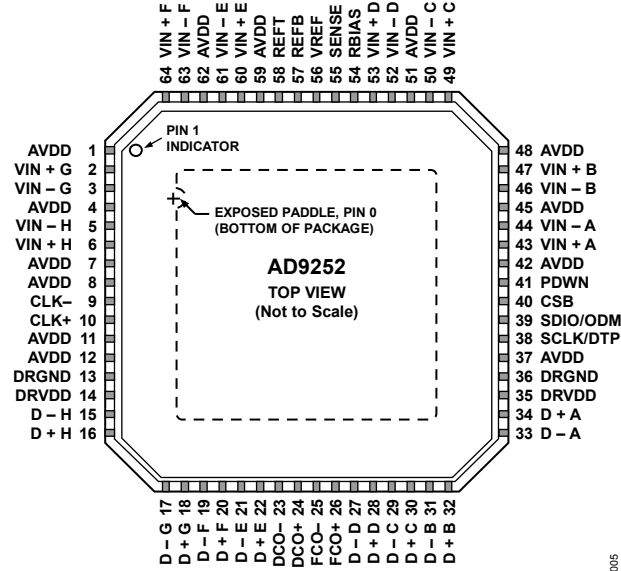 64 VIN + F
63 VIN – F
62 AVDD
61 VIN – E
60 VIN + E
59 AVDD
58 REFT
57 REFB
56 VREF
55 SENSE
54 RBIAS
53 VIN + D
52 VIN – D
51 AVDD
50 VIN – C
49 VIN + C
PIN 1
INDICATOR
AVDD 1
VIN + G 2
VIN – G 3
AVDD 4
VIN – H 5
VIN + H 6
AVDD 7
AVDD 8
CLK– 9
CLK+ 10
AVDD 11
AVDD 12
DRGND 13
DRVDD 14
D – H 15
D + H 16
EXPOSED PADDLE, PIN 0
(BOTTOM OF PACKAGE)
AD9252
TOP VIEW
(Not to Scale)
48 AVDD
47 VIN + B
46 VIN – B
45 AVDD
44 VIN – A
43 VIN + A
42 AVDD
41 PDWN
40 CSB
39 SDIO/ODM
38 SCLK/DTP
37 AVDD
36 DRGND
35 DRVDD
34 D + A
33 D – A
D – G 17
D + G 18
D – F 19
D + F 20
D – E 21
D + E 22
DCO– 23
DCO+ 24
FCO– 25
FCO+ 26
D – D 27
D + D 28
D – C 29
D + C 30
D – B 31
D + B 32
005